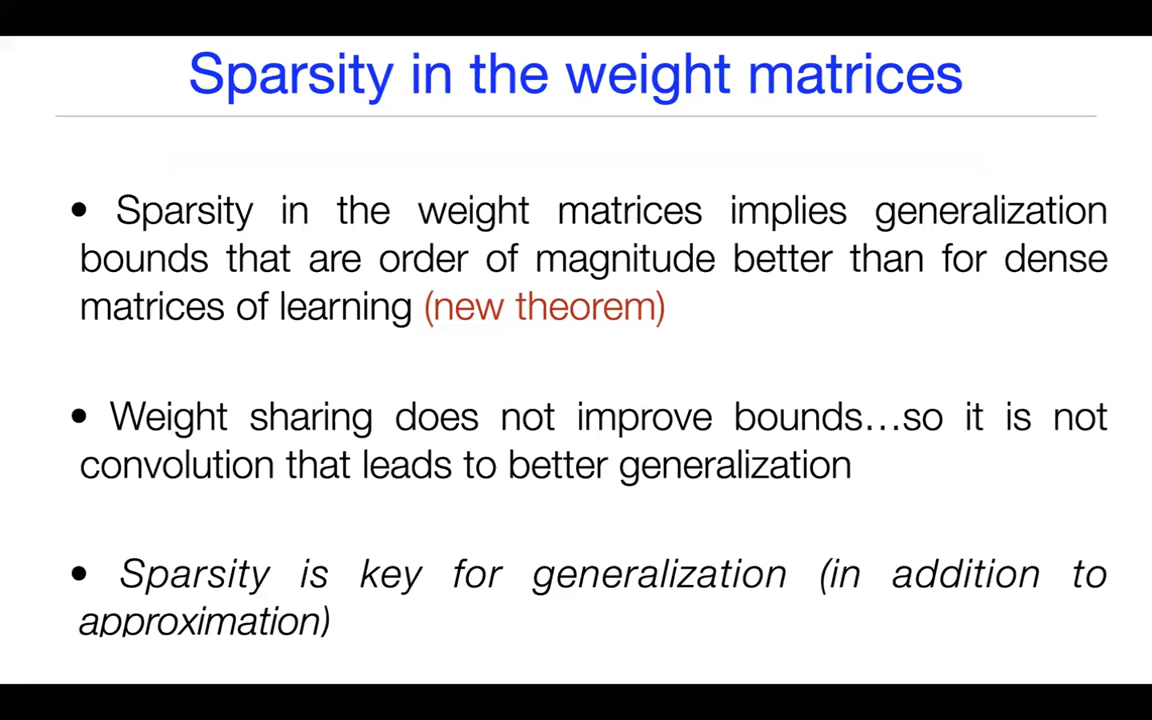 Sparsity in the weight matrices
• Sparsity in the weight matrices implies generalization
bounds that are order of magnitude better than for dense
matrices of learning (new theorem)
• Weight sharing does not improve bounds…so it is not
convolution that leads to better generalization
• Sparsity is key for generalization (in addition to
approximation)